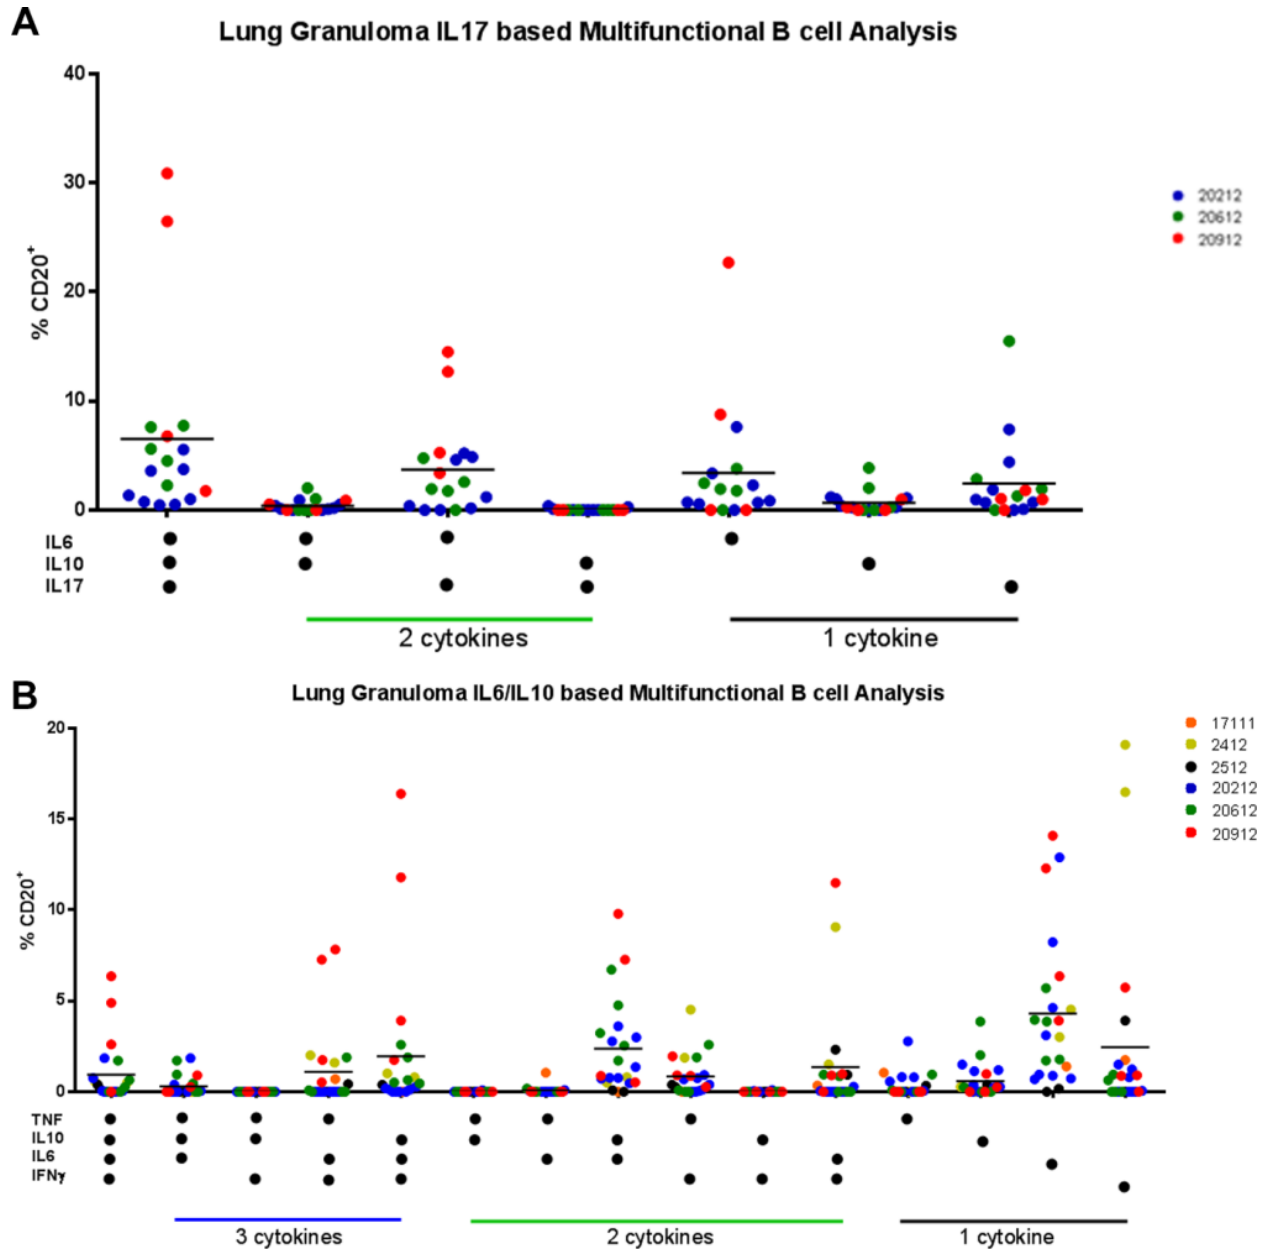 A
Lung Granuloma IL17 based Multifunctional B cell Analysis
40
30
20
10
0
% CD20+
20212
20612
20912
IL6
IL10
IL17
2 cytokines
1 cytokine
B
Lung Granuloma IL6/IL10 based Multifunctional B cell Analysis
20
15
10
5
0
% CD20+
17111
2412
2512
20212
20612
20912
TNF
IL10
IL6
IFNγ
3 cytokines
2 cytokines
1 cytokine